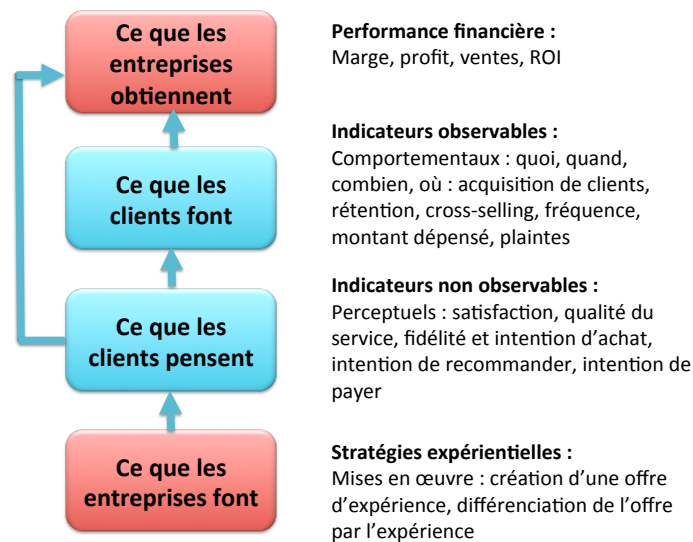 Ce que les
entreprises
obtiennent
Performance financière :
Marge, profit, ventes, ROI
Ce que les
clients font
Indicateurs observables :
Comportementaux : quoi, quand,
combien, où : acquisition de clients,
rétention, cross-selling, fréquence,
montant dépensé, plaintes
Ce que les
clients pensent
Indicateurs non observables :
Perceptuels : satisfaction, qualité du
service, fidélité et intention d’achat,
intention de recommander, intention de
payer
Ce que les
entreprises font
Stratégies expérientielles :
Mises en œuvre : création d’une offre
d’expérience, différenciation de l’offre
par l’expérience